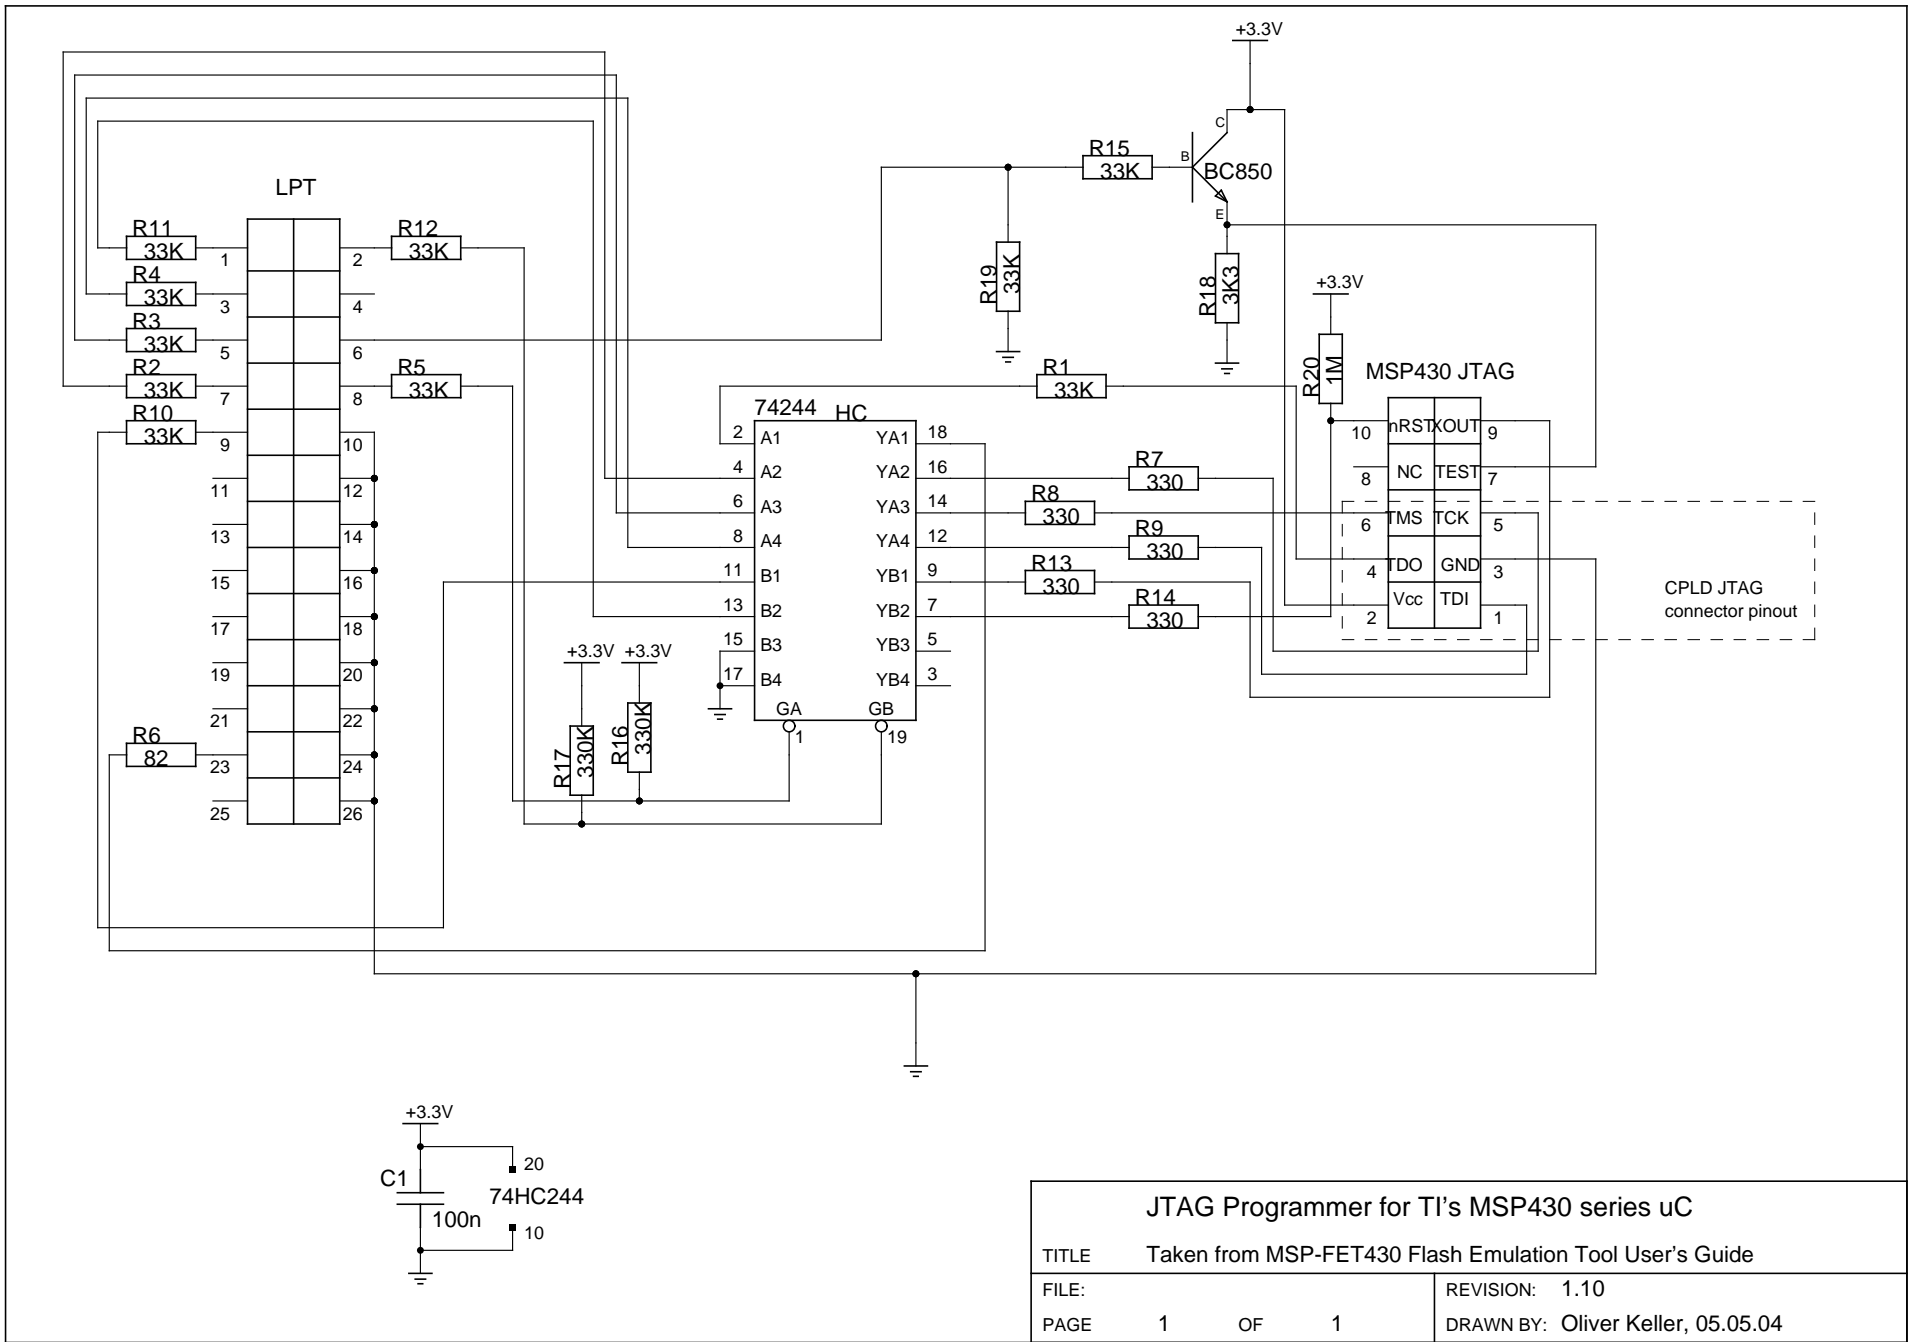 +3.3V
C
R15
B
33K
BC850
E
LPT
R11
33K
1
R12
33K
2
R4
33K
3
4
R3
33K
5
6
R2
33K
7
R5
33K
8
R10
33K
9
10
11
12
13
14
15
16
17
18
19
20
21
22
R6
82
23
24
25
26
R19
33K
R18
3K3
+3.3V
R20
1M
R1
33K
MSP430 JTAG
10 nRST XOUT 9
8 NC TEST 7
6 TMS TCK 5
4 TDO GND 3
2 Vcc TDI 1
CPLD JTAG
connector pinout
74244 HC
2 A1 YA1 18
4 A2 YA2 16
6 A3 YA3 14
8 A4 YA4 12
11 B1 YB1 9
13 B2 YB2 7
15 B3 YB3 5
17 B4 YB4 3
GA GB
1 19
R7
330
R8
330
R9
330
R13
330
R14
330
+3.3V +3.3V
R17
330K
R16
330K
+3.3V
C1
100n
20
74HC244
10
JTAG Programmer for TI's MSP430 series uC
TITLE Taken from MSP-FET430 Flash Emulation Tool User's Guide
FILE: REVISION: 1.10
PAGE 1 OF 1 DRAWN BY: Oliver Keller, 05.05.04